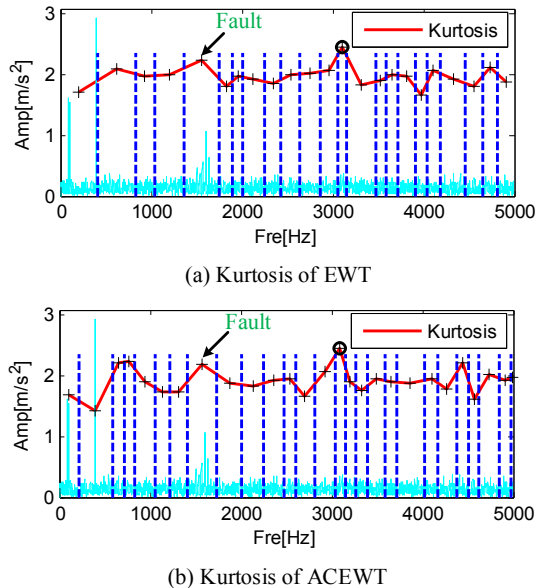 3
2
1
0
Amp[m/s²]
Fault
Kurtosis
0 1000 2000 3000 4000 5000
Fre[Hz]
(a) Kurtosis of EWT
3
2
1
0
Amp[m/s²]
Fault
Kurtosis
0 1000 2000 3000 4000 5000
Fre[Hz]
(b) Kurtosis of ACEWT